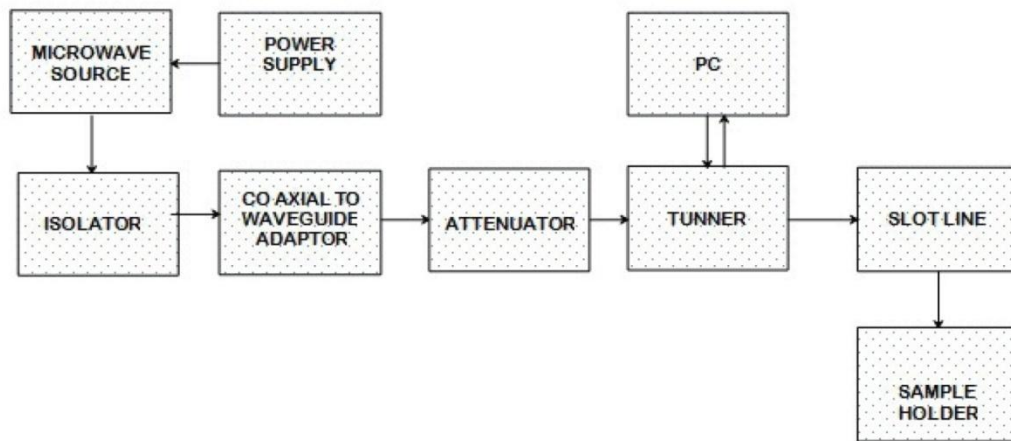 MICROWAVE
SOURCE
POWER
SUPPLY
PC
ISOLATOR
CO AXIAL TO
WAVEGUIDE
ADAPTOR
ATTENUATOR
TUNNER
SLOT LINE
SAMPLE
HOLDER